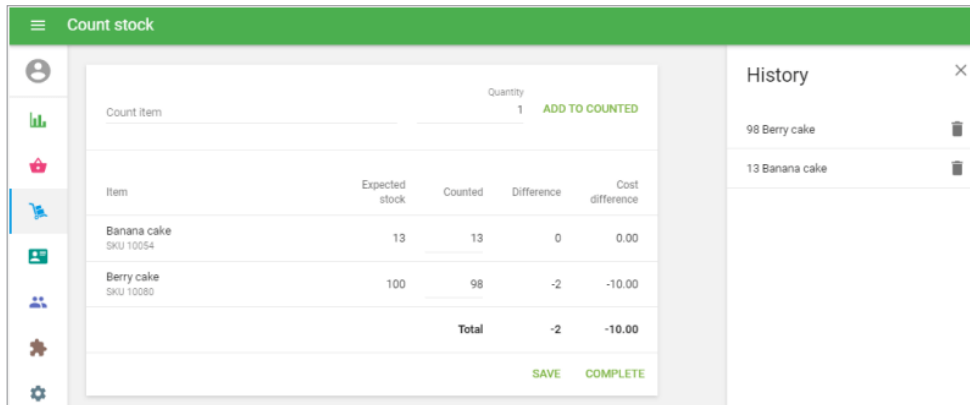 Count stock
Count item
Quantity
1
ADD TO COUNTED
Item Expected stock Counted Difference Cost difference
Banana cake 13 13 0 0.00
SKU 10054
Berry cake 100 98 -2 -10.00
SKU 10080
Total -2 -10.00
SAVE COMPLETE
History
98 Berry cake
13 Banana cake